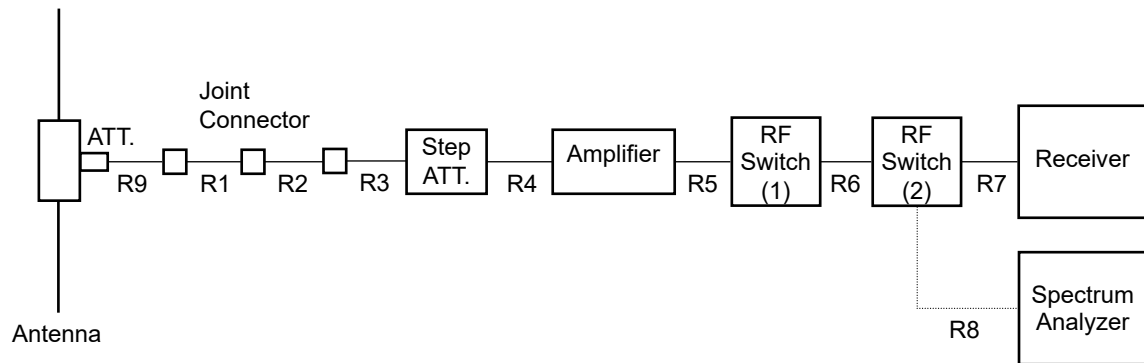 Joint
Connector
ATT.
R9
R1
R2
R3
Step
ATT.
R4
Amplifier
R5
RF
Switch
(1)
R6
RF
Switch
(2)
R7
Receiver
Spectrum
Analyzer
R8
Antenna